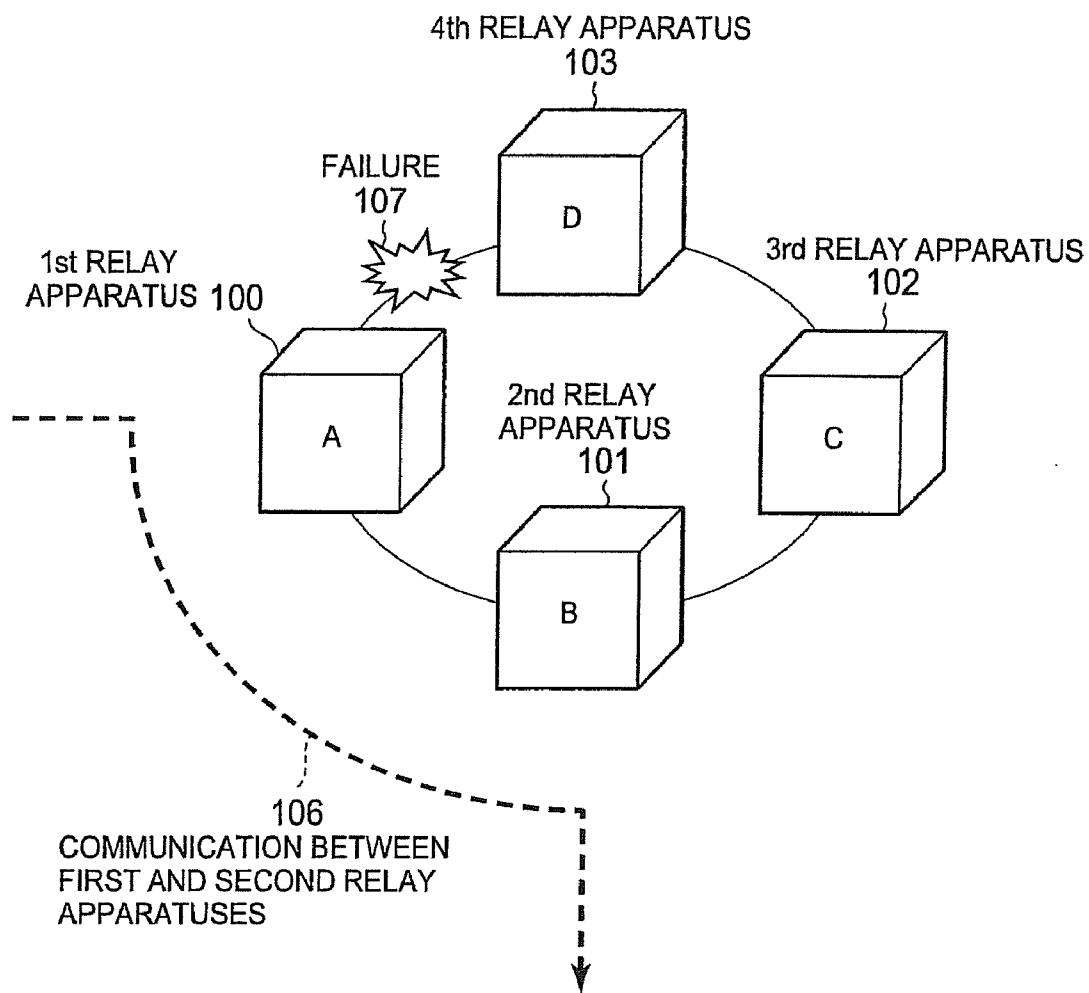 4th RELAY APPARATUS
103
D
FAILURE
107
3rd RELAY APPARATUS
102
1st RELAY
APPARATUS 100
2nd RELAY
APPARATUS
101
A
C
B
106
COMMUNICATION BETWEEN
FIRST AND SECOND RELAY
APPARATUSES